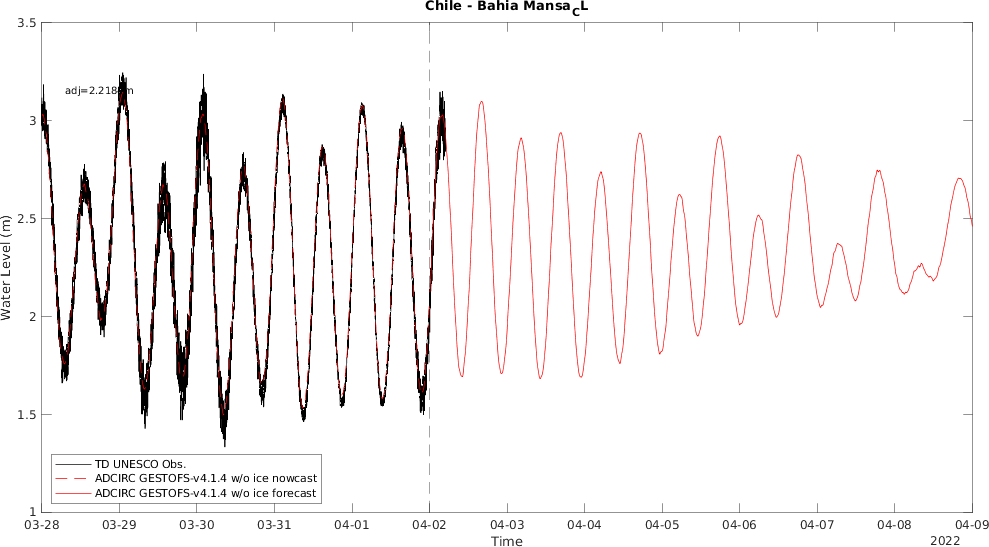 Chile - Bahia Mansa_CL
3.5
adj=2.218 m
3
2.5
Water Level (m)
2
1.5
TD UNESCO Obs.
ADCIRC GESTOFS-v4.1.4 w/o ice nowcast
ADCIRC GESTOFS-v4.1.4 w/o ice forecast
1
03-28 03-29 03-30 03-31 04-01 04-02 04-03 04-04 04-05 04-06 04-07 04-08 04-09
Time
2022